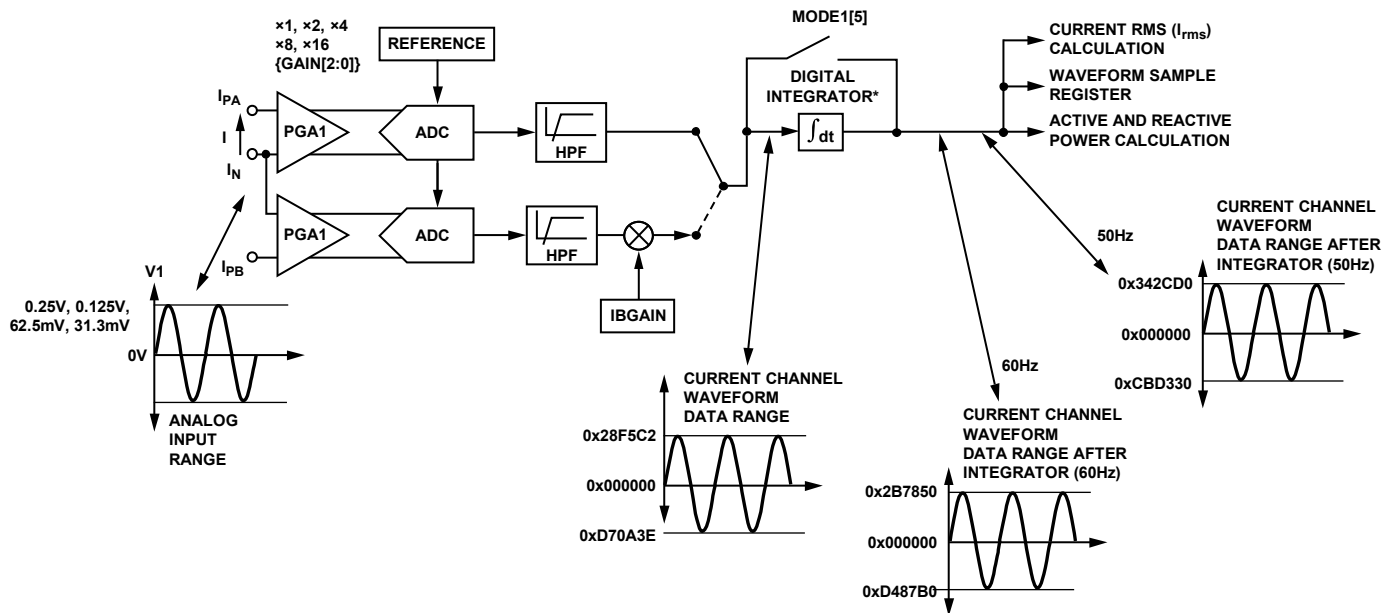 ×1, ×2, ×4
×8, ×16
{GAIN[2:0]}
REFERENCE
MODE1[5]
CURRENT RMS (Irms)
CALCULATION
DIGITAL
INTEGRATOR*
WAVEFORM SAMPLE
REGISTER
IPA
I
IN
PGA1
ADC
HPF
∫dt
ACTIVE AND REACTIVE
POWER CALCULATION
PGA1
ADC
HPF
IPB
IBGAIN
V1
0.25V, 0.125V,
62.5mV, 31.3mV
0V
ANALOG
INPUT
RANGE
CURRENT CHANNEL
WAVEFORM
DATA RANGE
0x28F5C2
0x000000
0xD70A3E
60Hz
CURRENT CHANNEL
WAVEFORM
DATA RANGE AFTER
INTEGRATOR (60Hz)
0x2B7850
0x000000
0xD487B0
50Hz
CURRENT CHANNEL
WAVEFORM
DATA RANGE AFTER
INTEGRATOR (50Hz)
0x342CD0
0x000000
0xCBD330